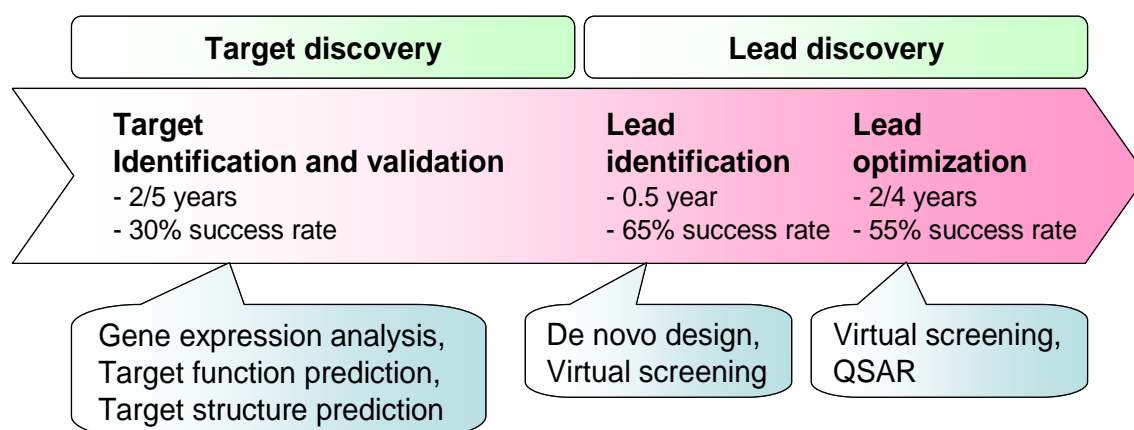 Target discovery
Lead discovery
Target
Identification and validation
- 2/5 years
- 30% success rate
Lead
identification
- 0.5 year
- 65% success rate
Lead
optimization
- 2/4 years
- 55% success rate
Gene expression analysis,
Target function prediction,
Target structure prediction
De novo design,
Virtual screening
Virtual screening,
QSAR